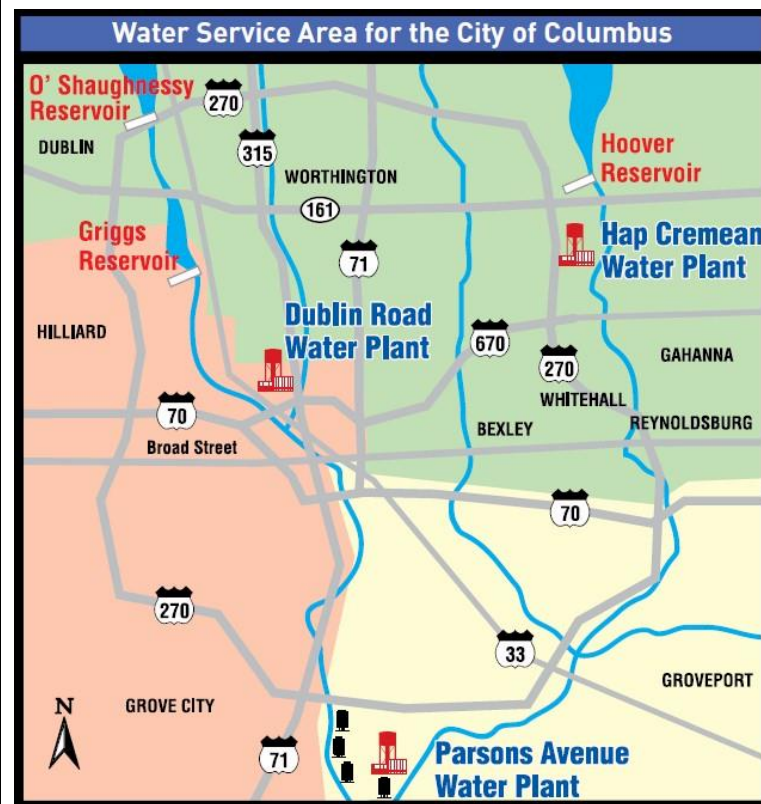 Water Service Area for the City of Columbus
O' Shaughnessy
Reservoir
270
DUBLIN
315
Hoover
Reservoir
WORTHINGTON
161
Griggs
Reservoir
71
Hap Cremean
Water Plant
Dublin Road
Water Plant
HILLIARD
670
270
GAHANNA
WHITEHALL
70
BEXLEY
REYNOLDSBURG
Broad Street
70
270
33
GROVEPORT
N
GROVE CITY
71
Parsons Avenue
Water Plant